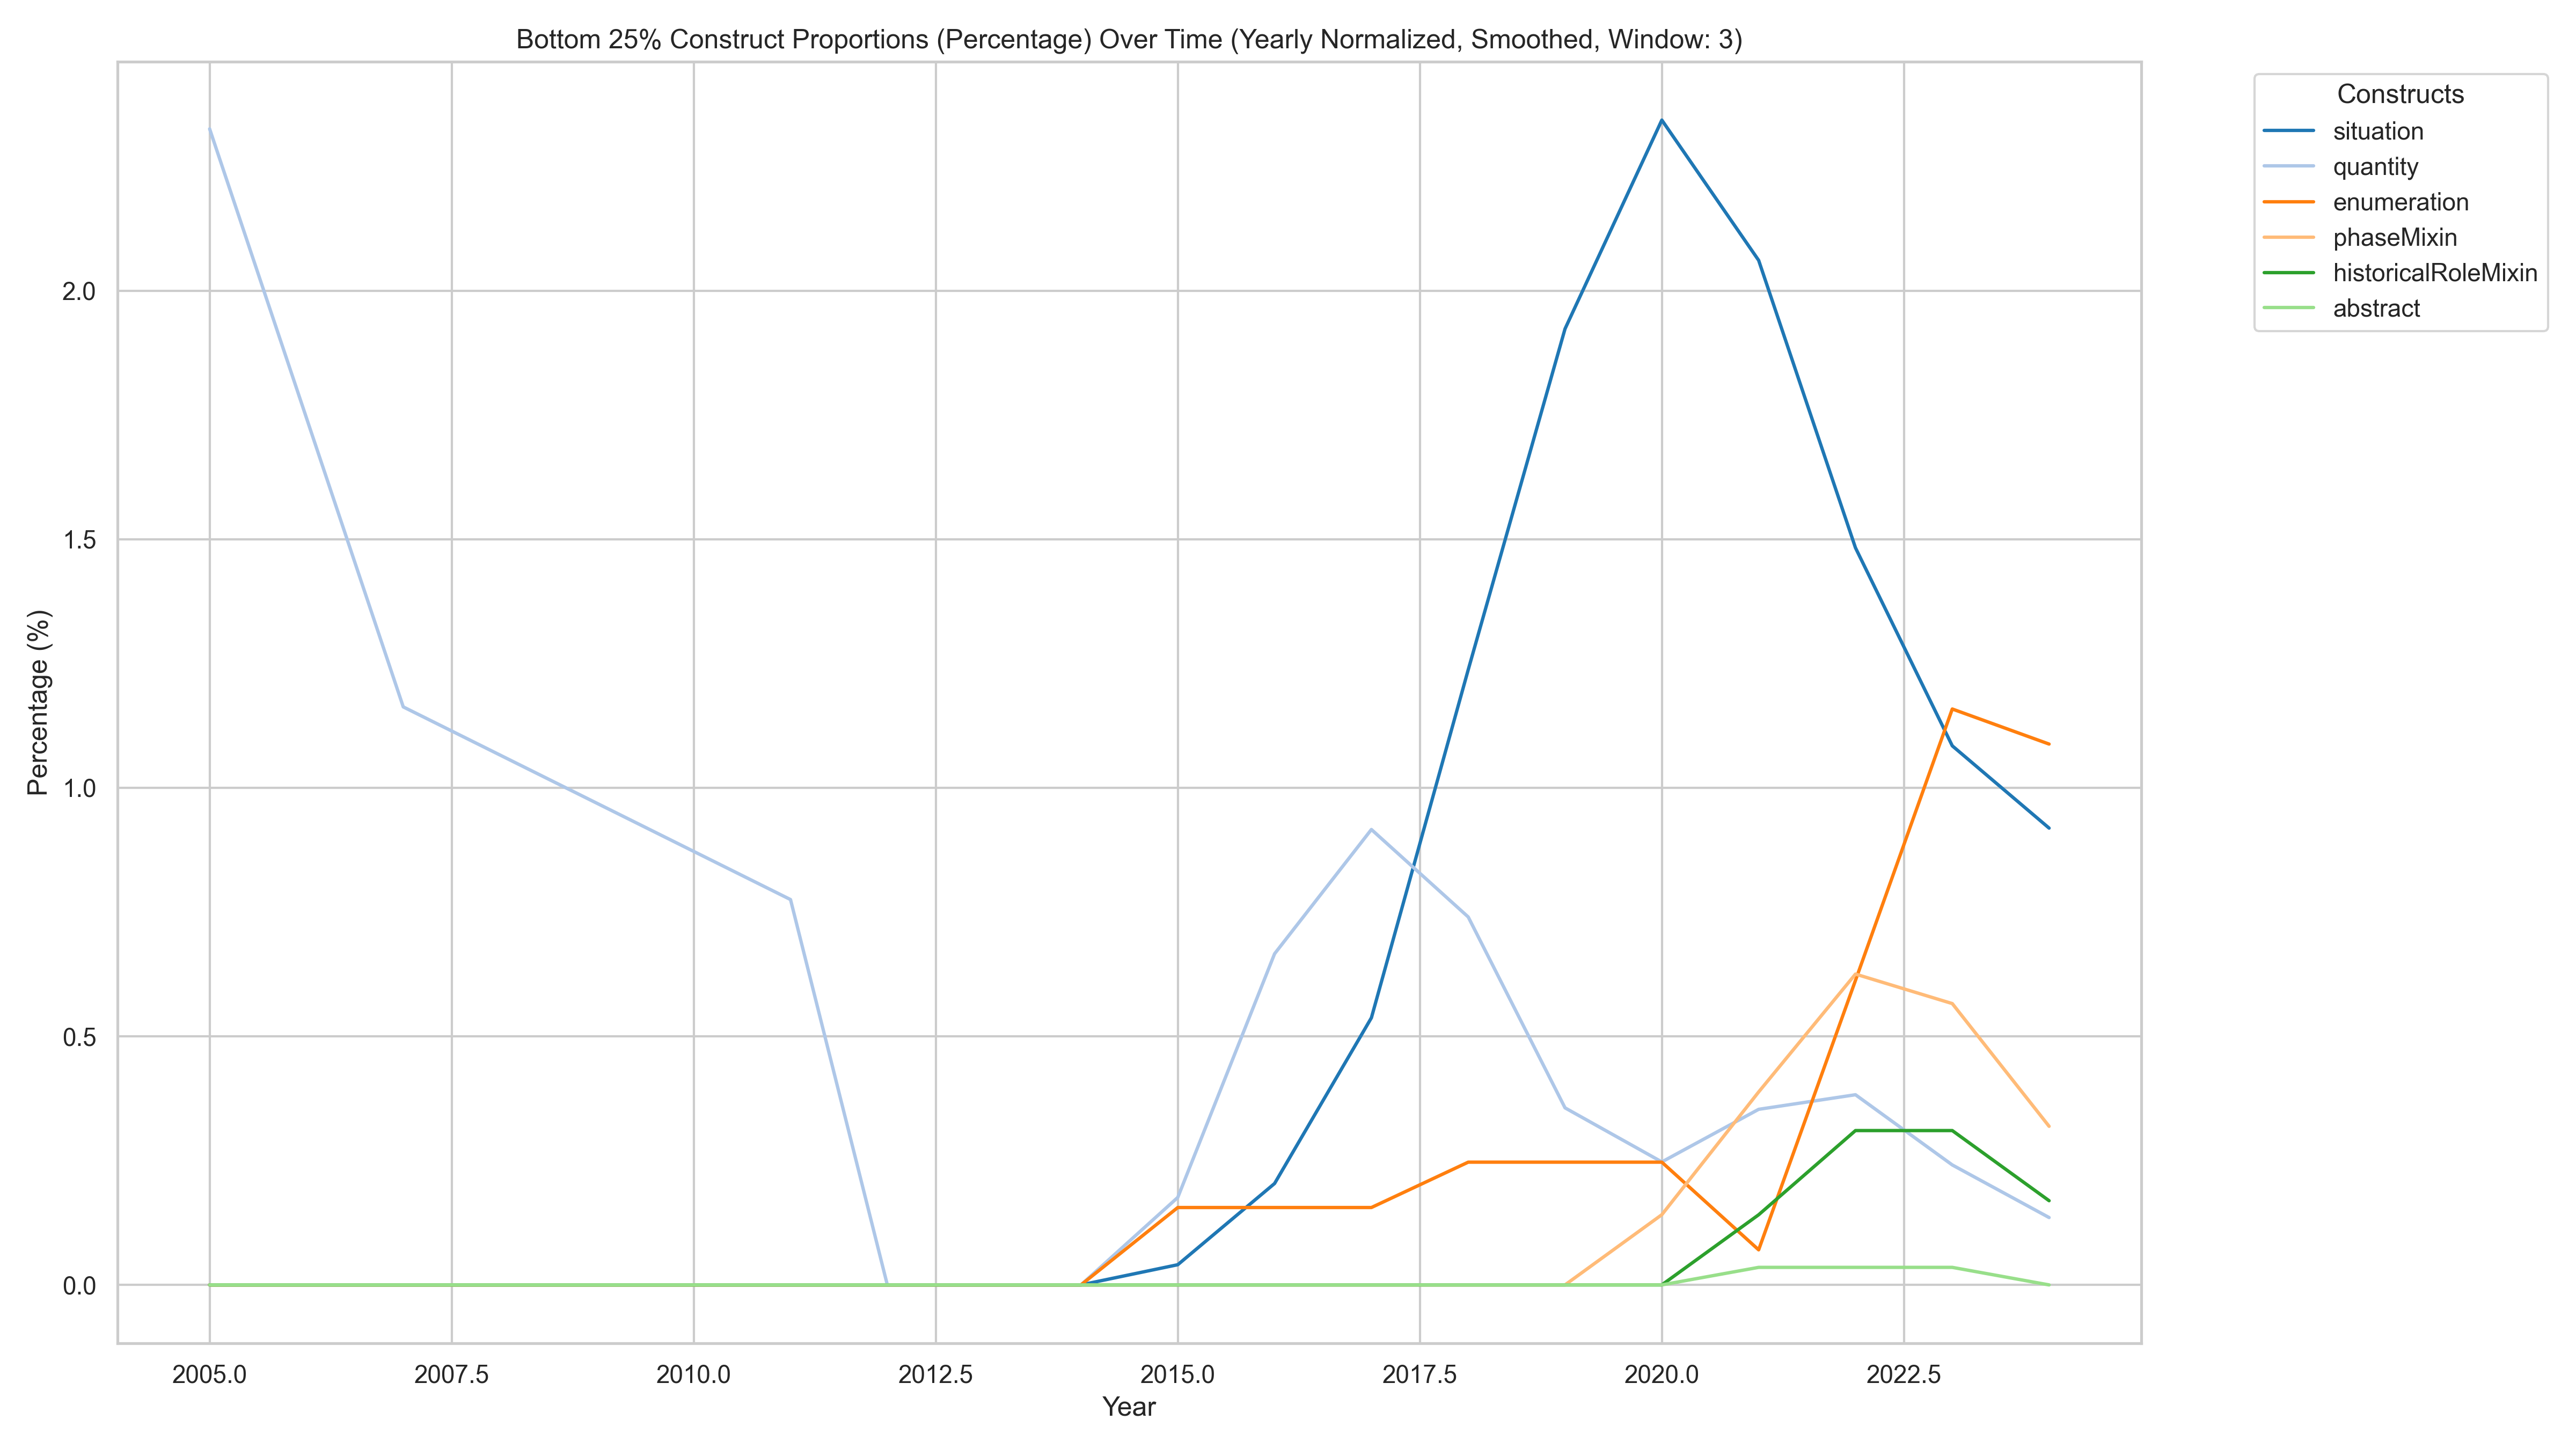 Bottom 25% Construct Proportions (Percentage) Over Time (Yearly Normalized, Smoothed, Window: 3)
Constructs
situation
quantity
enumeration
phaseMixin
historicalRoleMixin
abstract
Percentage (%)
2.0
1.5
1.0
0.5
0.0
2005.0 2007.5 2010.0 2012.5 2015.0 2017.5 2020.0 2022.5
Year